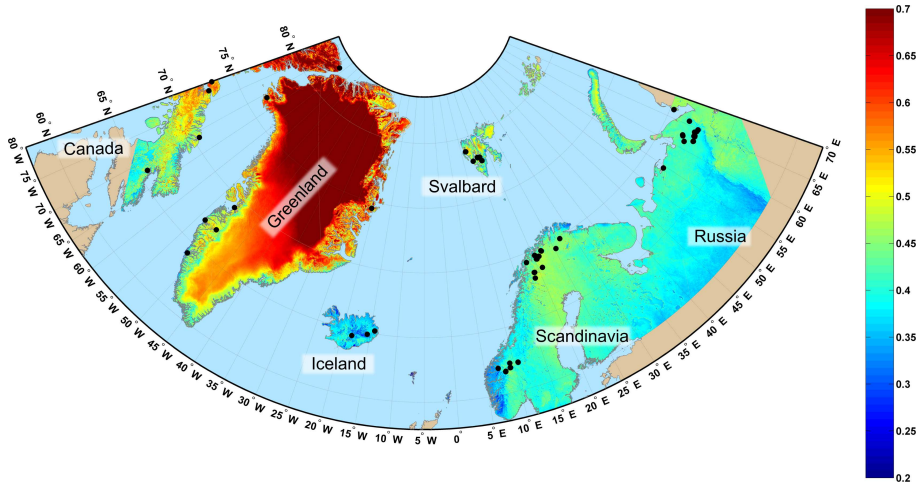 80° N
75° N
70° N
65° N
60° N
80° W
75° W
70° W
65° W
60° W
55° W
50° W
45° W
40° W
35° W
30° W
25° W
20° W
15° W
10° W
5° W
0°
5° E
10° E
15° E
20° E
25° E
30° E
35° E
40° E
45° E
50° E
55° E
60° E
65° E
70° E
Canada
Greenland
Svalbard
Russia
Scandinavia
Iceland
0.7
0.65
0.6
0.55
0.5
0.45
0.4
0.35
0.3
0.25
0.2